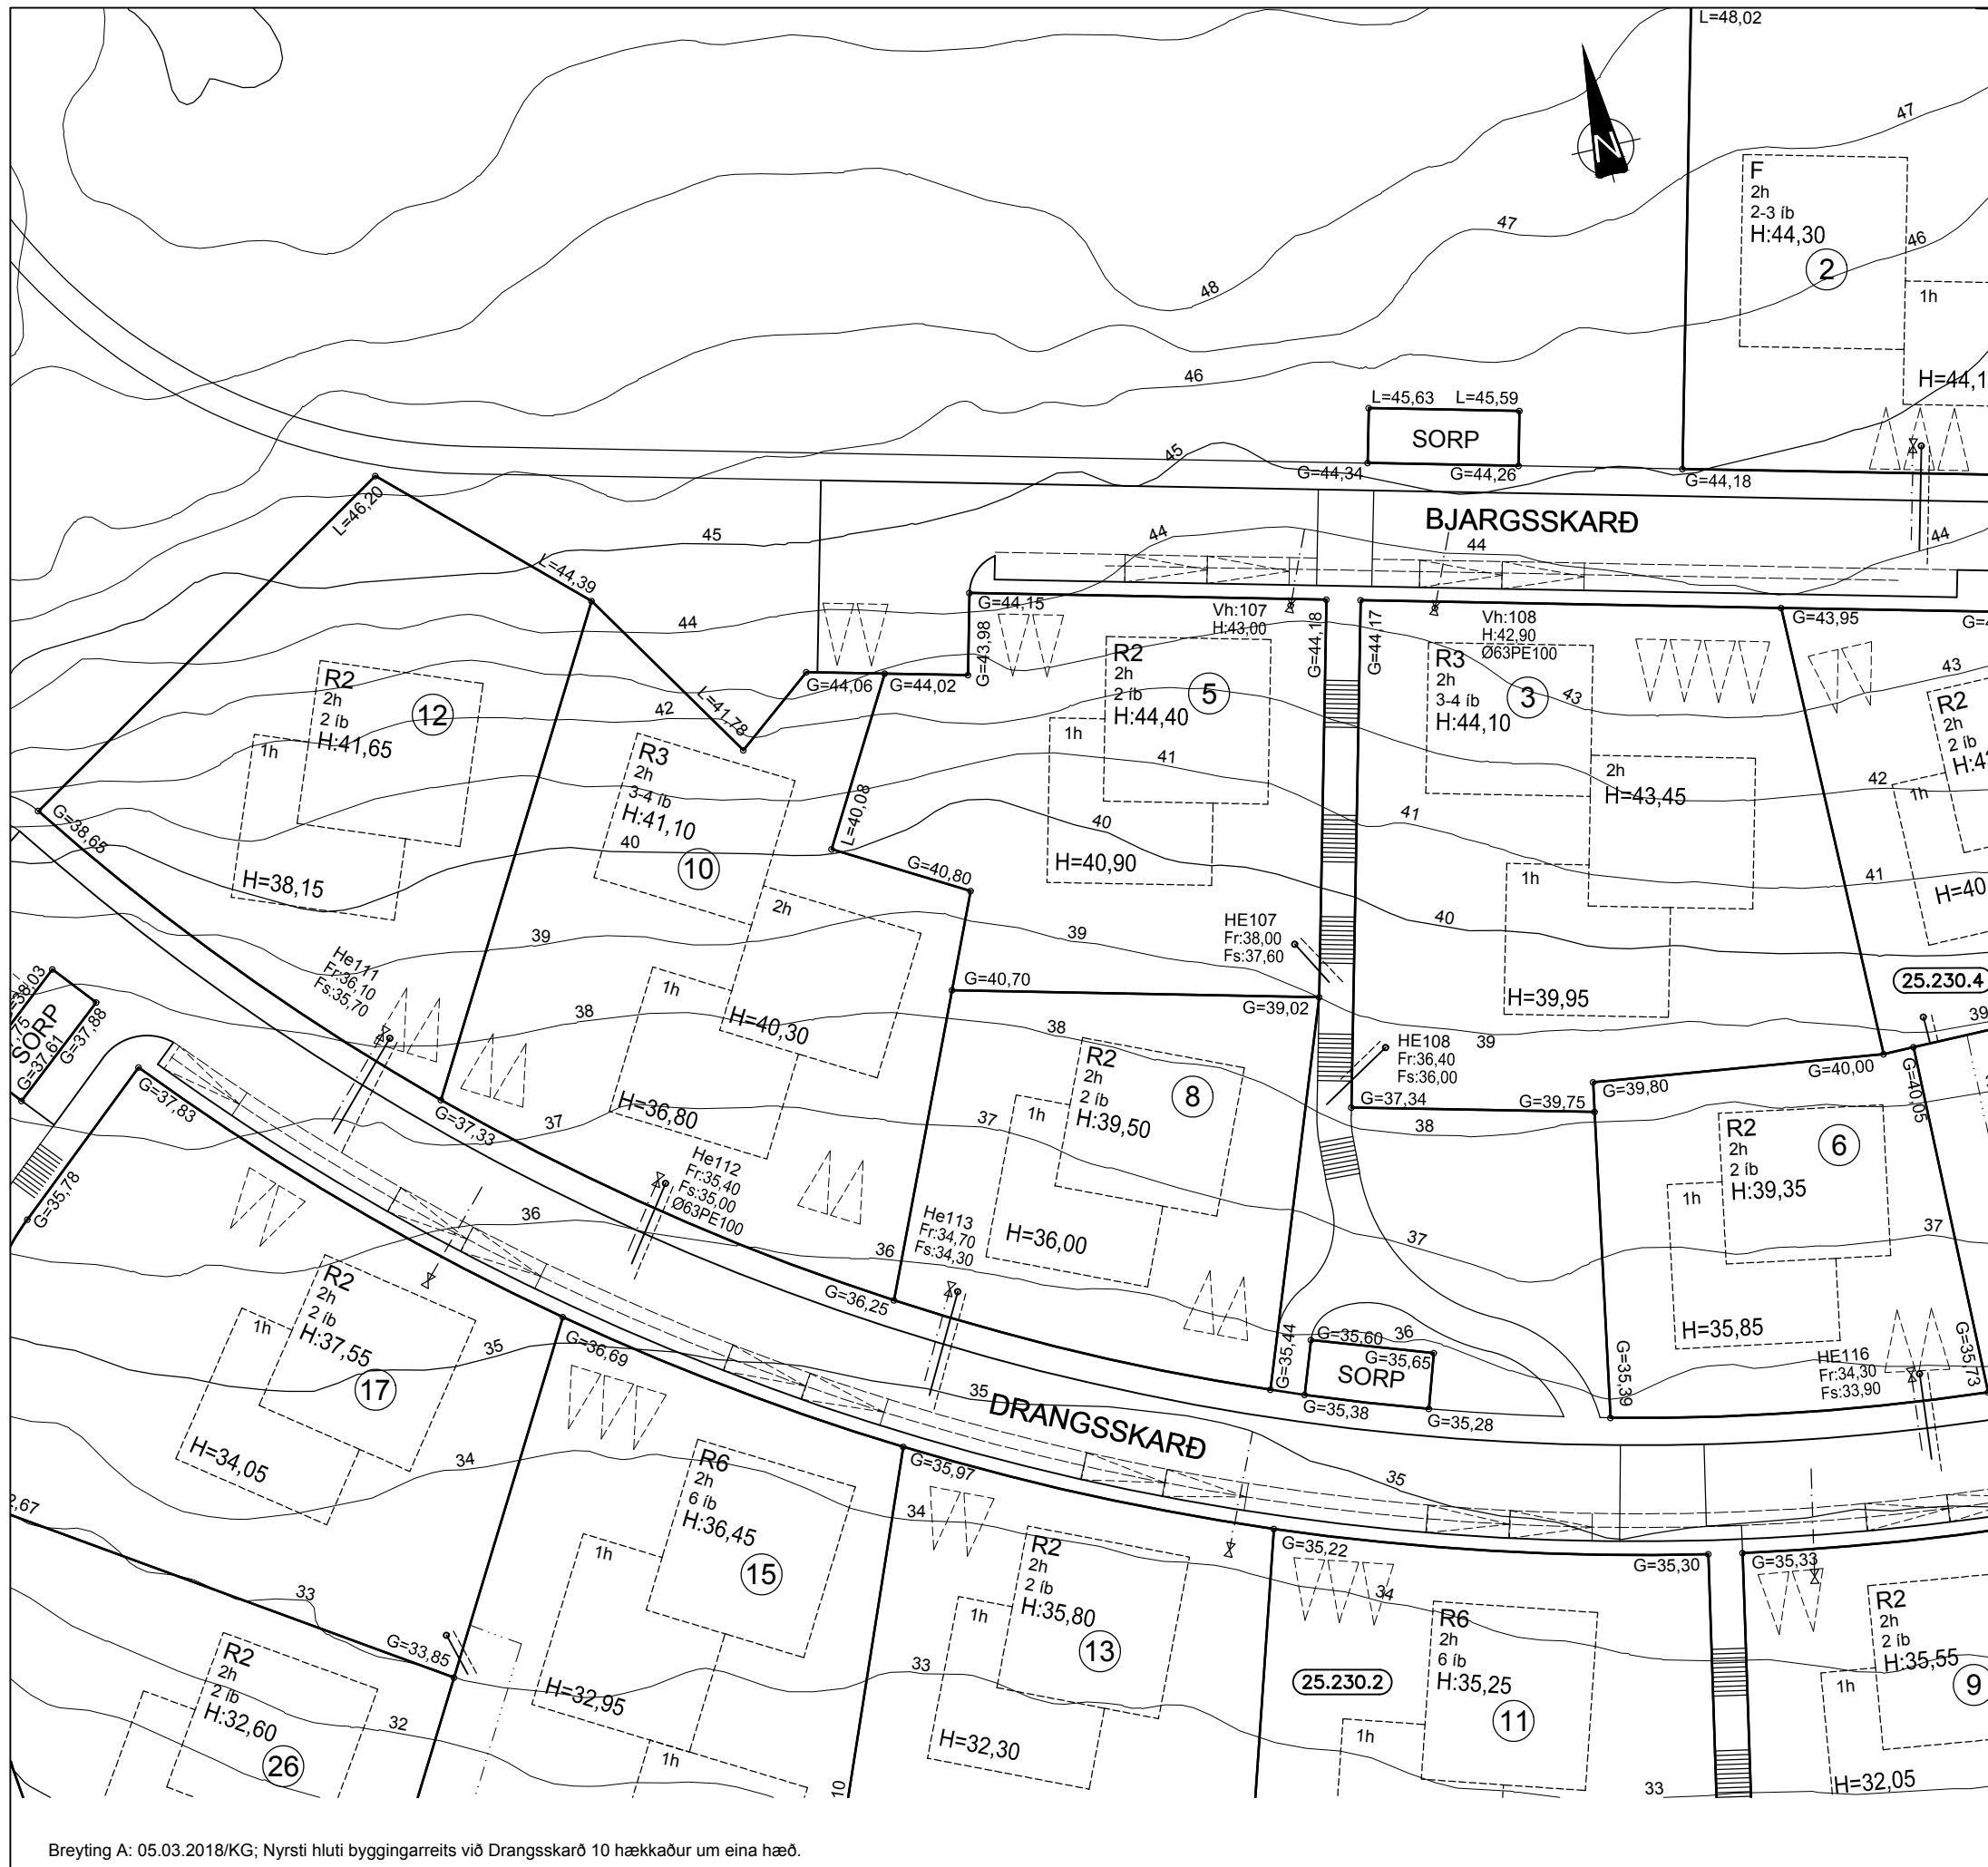 L=48,02
47
N
F
2h
2-3 íb
H:44,30
2
47
46
48
1h
46
H=44,1
L=45,63 L=45,59
SORP
G=44,34 G=44,26
45
G=44,18
L=46,20
BJARGSSKARÐ
45
44
44
44
L=44,39
G=44,15
Vh:107
H:43,00
G=44,18
G=44,17
Vh:108
H:42,90
Ø63PE100
G=43,95
44
G=43,98
G=44,06 G=44,02
L=41,78
R2
2h
2 íb
H:41,65
12
1h
H=38,15
42
R3
2h
3-4 íb
H:41,10
10
40
2h
1h
H=40,30
H=36,80
L=40,08
G=40,80
R2
2h
2 íb
H:44,40
5
1h
H=40,90
41
40
R3
2h
3-4 íb
H:44,10
3
43
2h
H=43,45
41
1h
H=39,95
40
43
R2
2h
2 íb
42
1h
41
H=40
G=38,65
39
39
HE107
Fr:38,00
Fs:37,60
G=40,70
G=39,02
25.230.4
39
He111
Fr:36,10
Fs:35,70
38
38
HE108
Fr:36,40
Fs:36,00
39
G=40,00
G=39,80
G=40,05
G=37,34 G=39,75
38
SORP
G=37,61
G=37,88
G=37,83
G=37,33
37
37
R2
2h
2 íb
H:39,50
8
1h
H=36,00
R2
2h
2 íb
H:39,35
6
1h
H=35,85
37
37
G=35,78
He112
Fr:35,40
Fs:35,00
Ø63PE100
36
He113
Fr:34,70
Fs:34,30
36
G=36,25
R2
2h
2 íb
H:37,55
17
1h
H=34,05
35
G=36,69
G=35,44
G=35,60 36
G=35,65
SORP
G=35,38 G=35,28
G=35,39
HE116
Fr:34,30
Fs:33,90
G=35,73
35
DRANGSSKARÐ
35
34
G=35,97
R6
2h
6 íb
H:36,45
15
1h
H=32,95
1h
34
G=35,22
G=35,30 G=35,33
34
R2
2h
2 íb
H:35,80
13
1h
H=32,30
33
R6
2h
6 íb
H:35,25
11
1h
25.230.2
R2
2h
2 íb
H:35,55
9
1h
H=32,05
33
2,67
33
G=33,85
R2
2h
2 íb
H:32,60
26
32
10
Breyting A: 05.03.2018/KG; Nyrsti hluti byggingarreits við Drangsskarð 10 hækkaður um eina hæð.